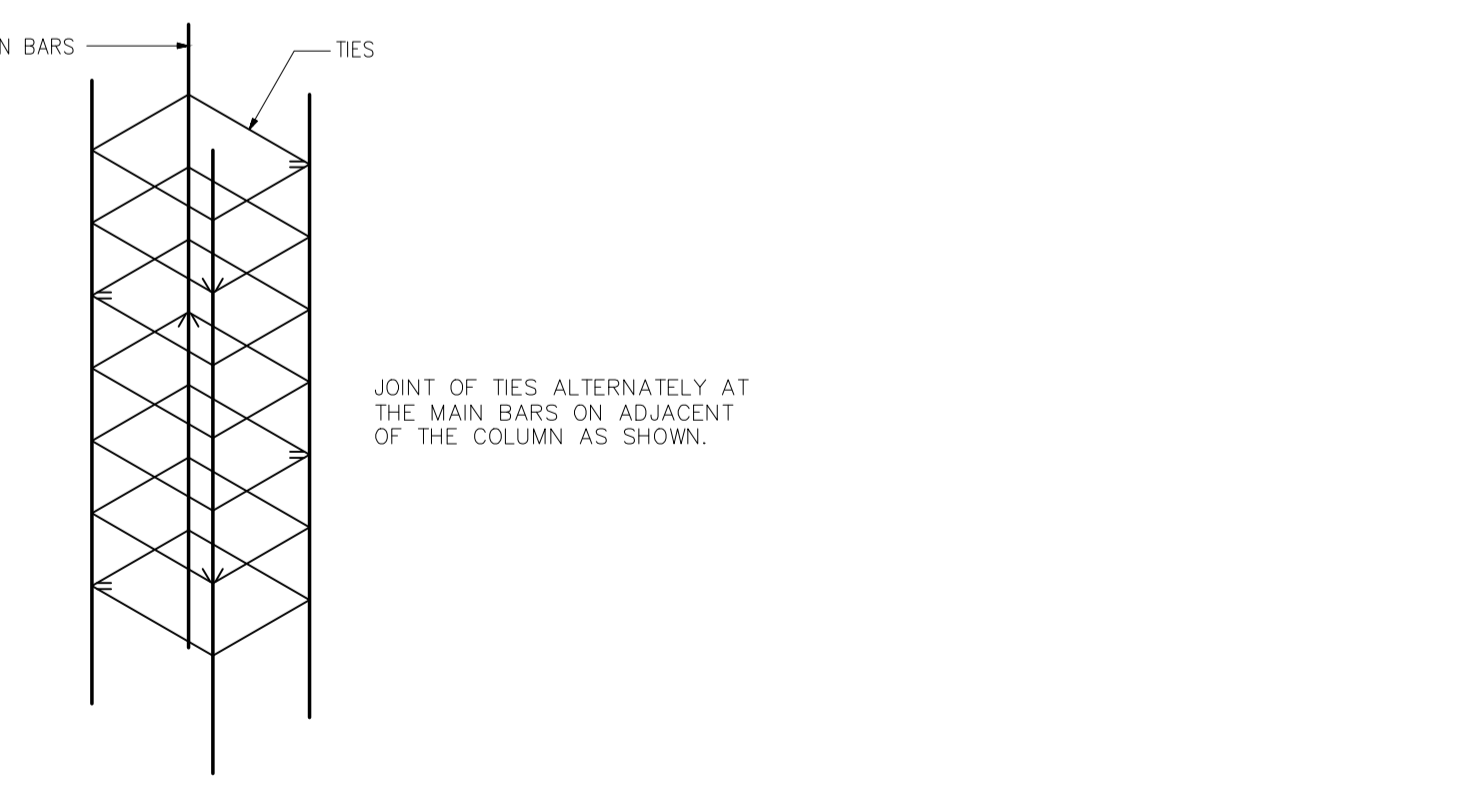 N BARS
TIES
JOINT OF TIES ALTERNATELY AT
THE MAIN BARS ON ADJACENT
OF THE COLUMN AS SHOWN.